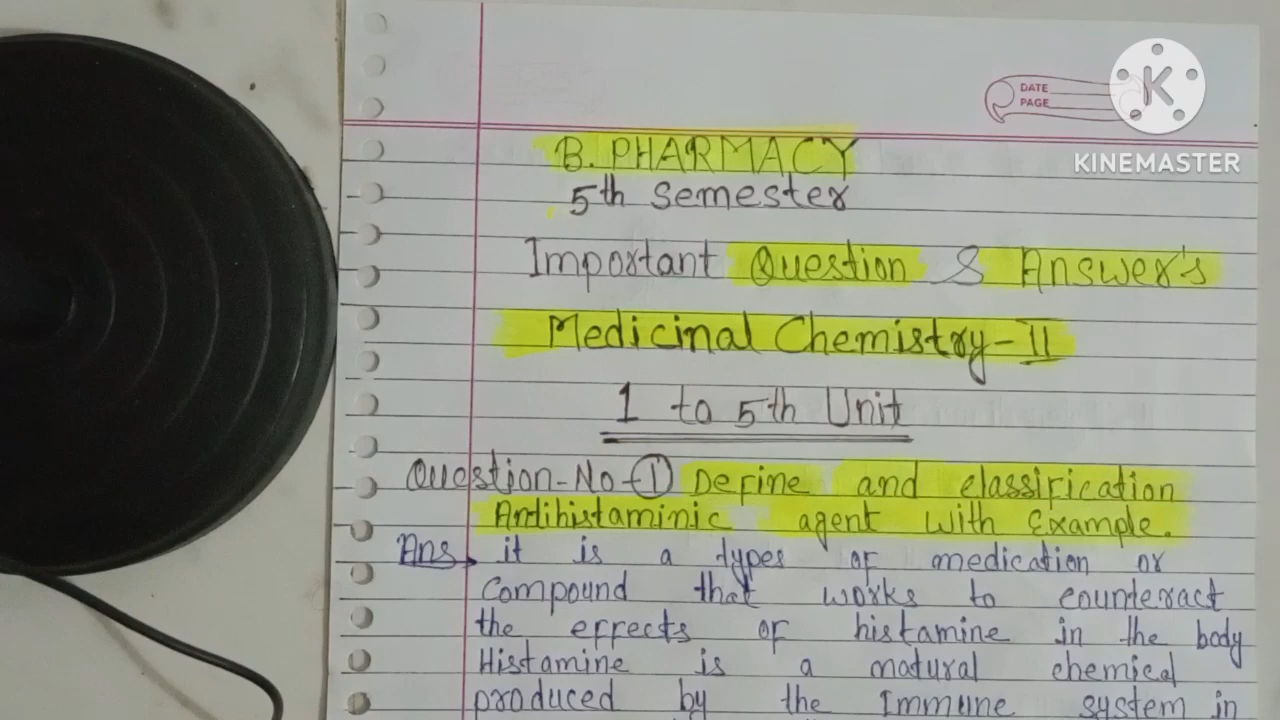 DATE
PAGE
K
KINEMASTER
B. PHARMACY
5th Semester
Important Question & Answer's
Medicinal Chemistry-II
1 to 5th Unit
Question-No-① Define and classification
Antihistaminic agent with Example.
Ans it is a types of medication or
Compound that works to counteract
the effects of histamine in the body
Histamine is a natural chemical
produced by the Immune system in